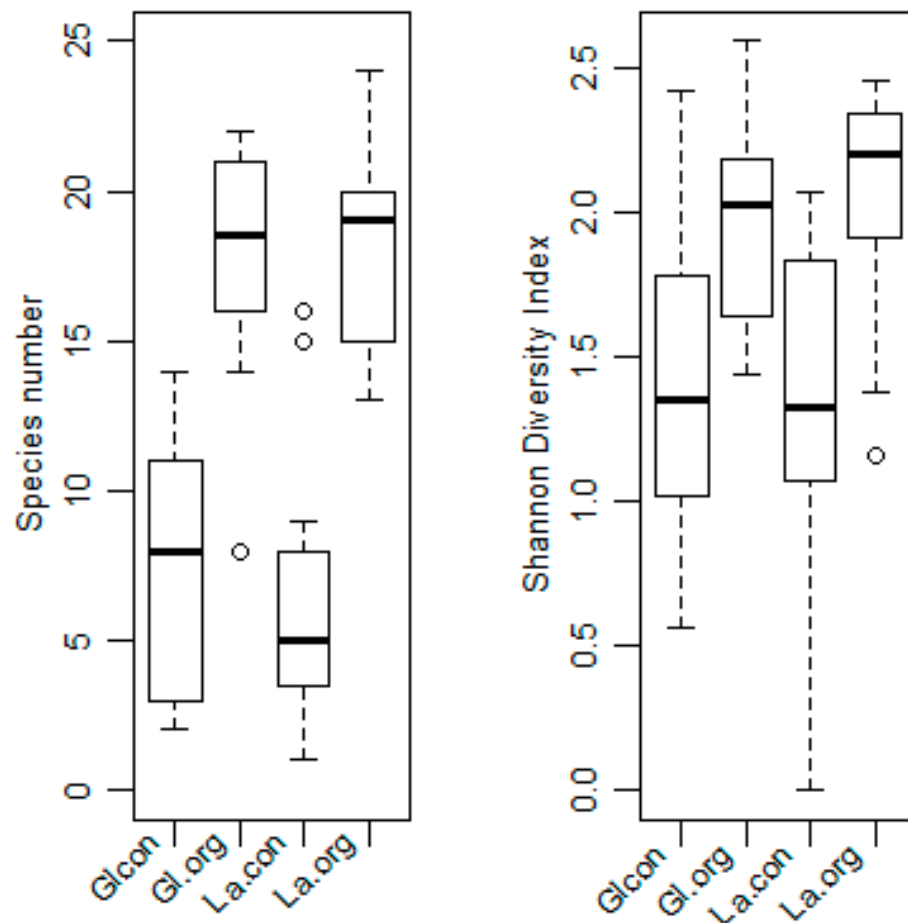 Species number
25
20
15
10
5
0
Glcon
Gl.org
La.con
La.org
Shannon Diversity Index
2.5
2.0
1.5
1.0
0.5
0.0
Glcon
Gl.org
La.con
La.org